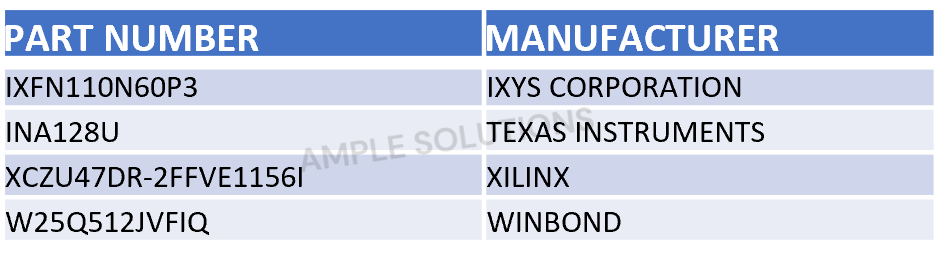 PART NUMBER MANUFACTURER
IXFN110N60P3 IXYS CORPORATION
INA128U TEXAS INSTRUMENTS
AMPLE SOLUTIONS
XCZU47DR-2FFVE1156I XILINX
W25Q512JVFIQ WINBOND